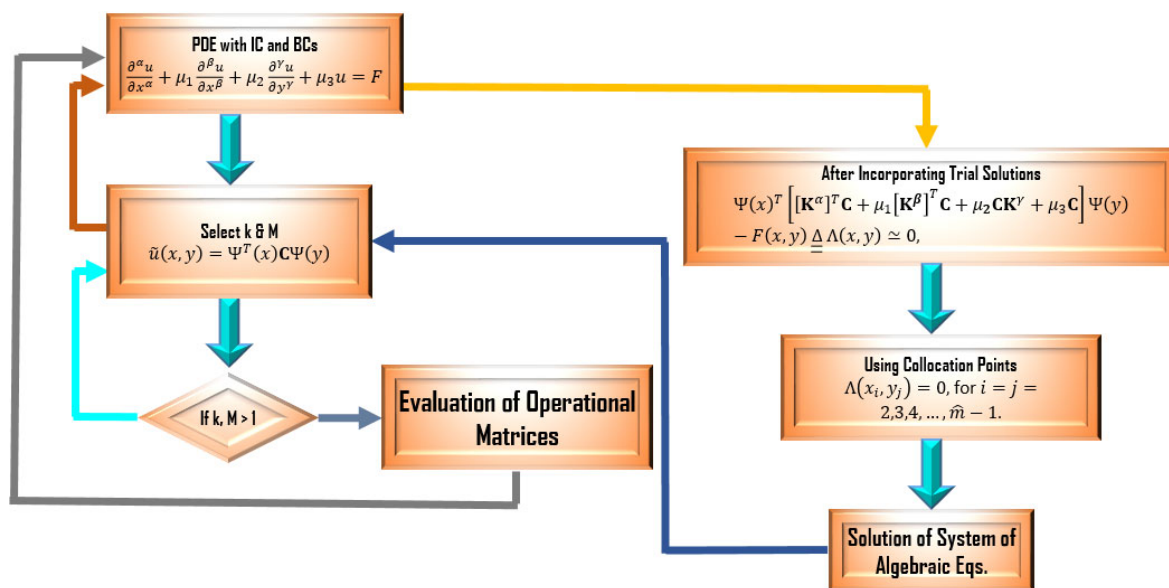 PDE with IC and BCs
∂^α u/∂x^α + μ₁ ∂^β u/∂x^β + μ₂ ∂^γ u/∂y^γ + μ₃u = F
Select k & M
ũ(x, y) = Ψ^T(x)CΨ(y)
If k, M > 1
Evaluation of Operational
Matrices
After Incorporating Trial Solutions
Ψ(x)^T [[K^α]^T C + μ₁[K^β]^T C + μ₂CK^γ + μ₃C] Ψ(y)
− F(x, y) ≜ Λ(x, y) ≃ 0,
Using Collocation Points
Λ(x_i, y_j) = 0, for i = j =
2,3,4, … , m̂ − 1.
Solution of System of
Algebraic Eqs.